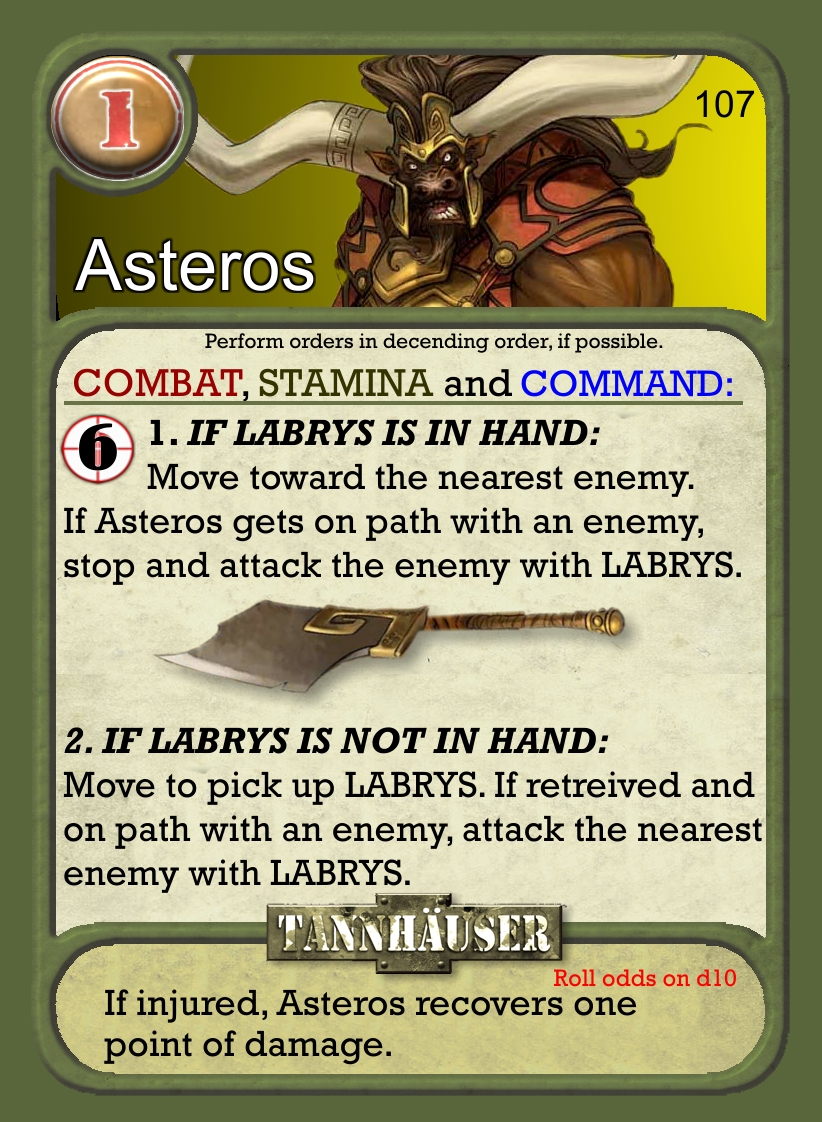 1
107
Asteros
Perform orders in decending order, if possible.
COMBAT, STAMINA and COMMAND:
6
1. IF LABRYS IS IN HAND:
Move toward the nearest enemy.
If Asteros gets on path with an enemy,
stop and attack the enemy with LABRYS.
2. IF LABRYS IS NOT IN HAND:
Move to pick up LABRYS. If retreived and
on path with an enemy, attack the nearest
enemy with LABRYS.
TANNHÄUSER
Roll odds on d10
If injured, Asteros recovers one
point of damage.